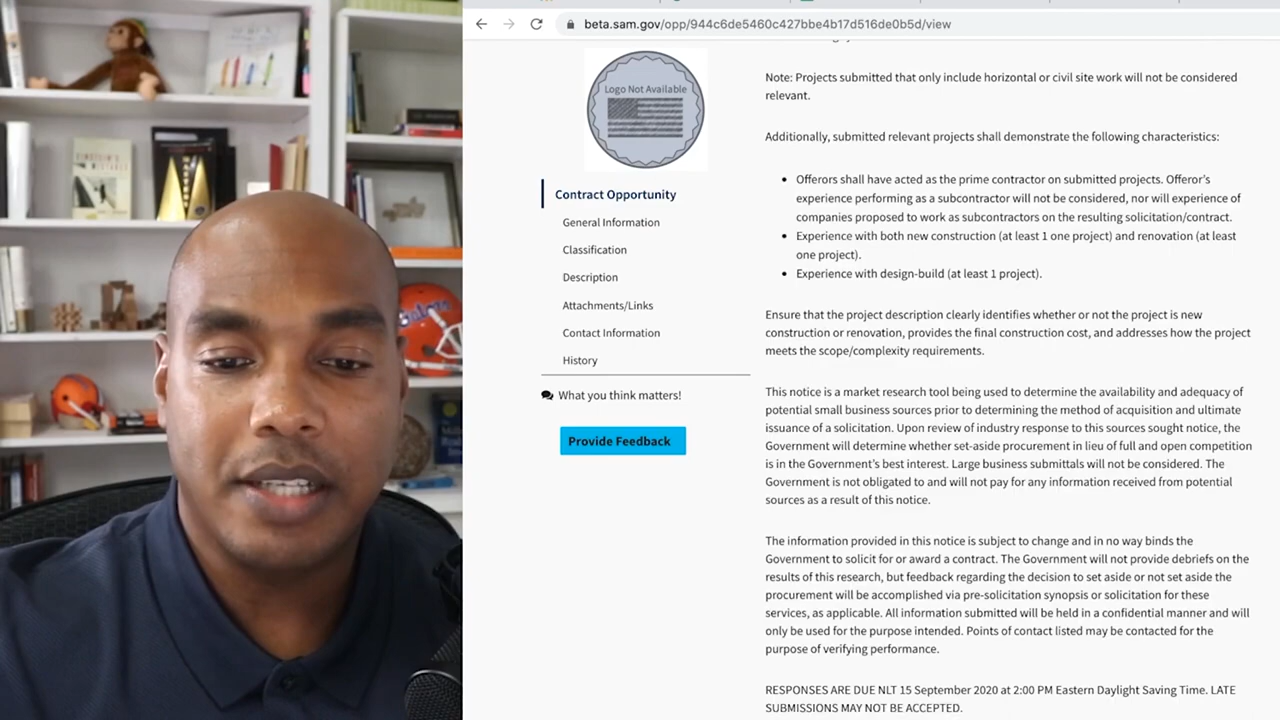 beta.sam.gov/opp/944c6de5460c427bbe4b17d516de0b5d/view
Logo Not Available
Contract Opportunity
General Information
Classification
Description
Attachments/Links
Contact Information
History
What you think matters!
Provide Feedback
Note: Projects submitted that only include horizontal or civil site work will not be considered
relevant.
Additionally, submitted relevant projects shall demonstrate the following characteristics:
• Offerors shall have acted as the prime contractor on submitted projects. Offeror's
experience performing as a subcontractor will not be considered, nor will experience of
companies proposed to work as subcontractors on the resulting solicitation/contract.
• Experience with both new construction (at least 1 one project) and renovation (at least
one project).
• Experience with design-build (at least 1 project).
Ensure that the project description clearly identifies whether or not the project is new
construction or renovation, provides the final construction cost, and addresses how the project
meets the scope/complexity requirements.
This notice is a market research tool being used to determine the availability and adequacy of
potential small business sources prior to determining the method of acquisition and ultimate
issuance of a solicitation. Upon review of industry response to this sources sought notice, the
Government will determine whether set-aside procurement in lieu of full and open competition
is in the Government's best interest. Large business submittals will not be considered. The
Government is not obligated to and will not pay for any information received from potential
sources as a result of this notice.
The information provided in this notice is subject to change and in no way binds the
Government to solicit for or award a contract. The Government will not provide debriefs on the
results of this research, but feedback regarding the decision to set aside or not set aside the
procurement will be accomplished via pre-solicitation synopsis or solicitation for these
services, as applicable. All information submitted will be held in a confidential manner and will
only be used for the purpose intended. Points of contact listed may be contacted for the
purpose of verifying performance.
RESPONSES ARE DUE NLT 15 September 2020 at 2:00 PM Eastern Daylight Saving Time. LATE
SUBMISSIONS MAY NOT BE ACCEPTED.
Gators